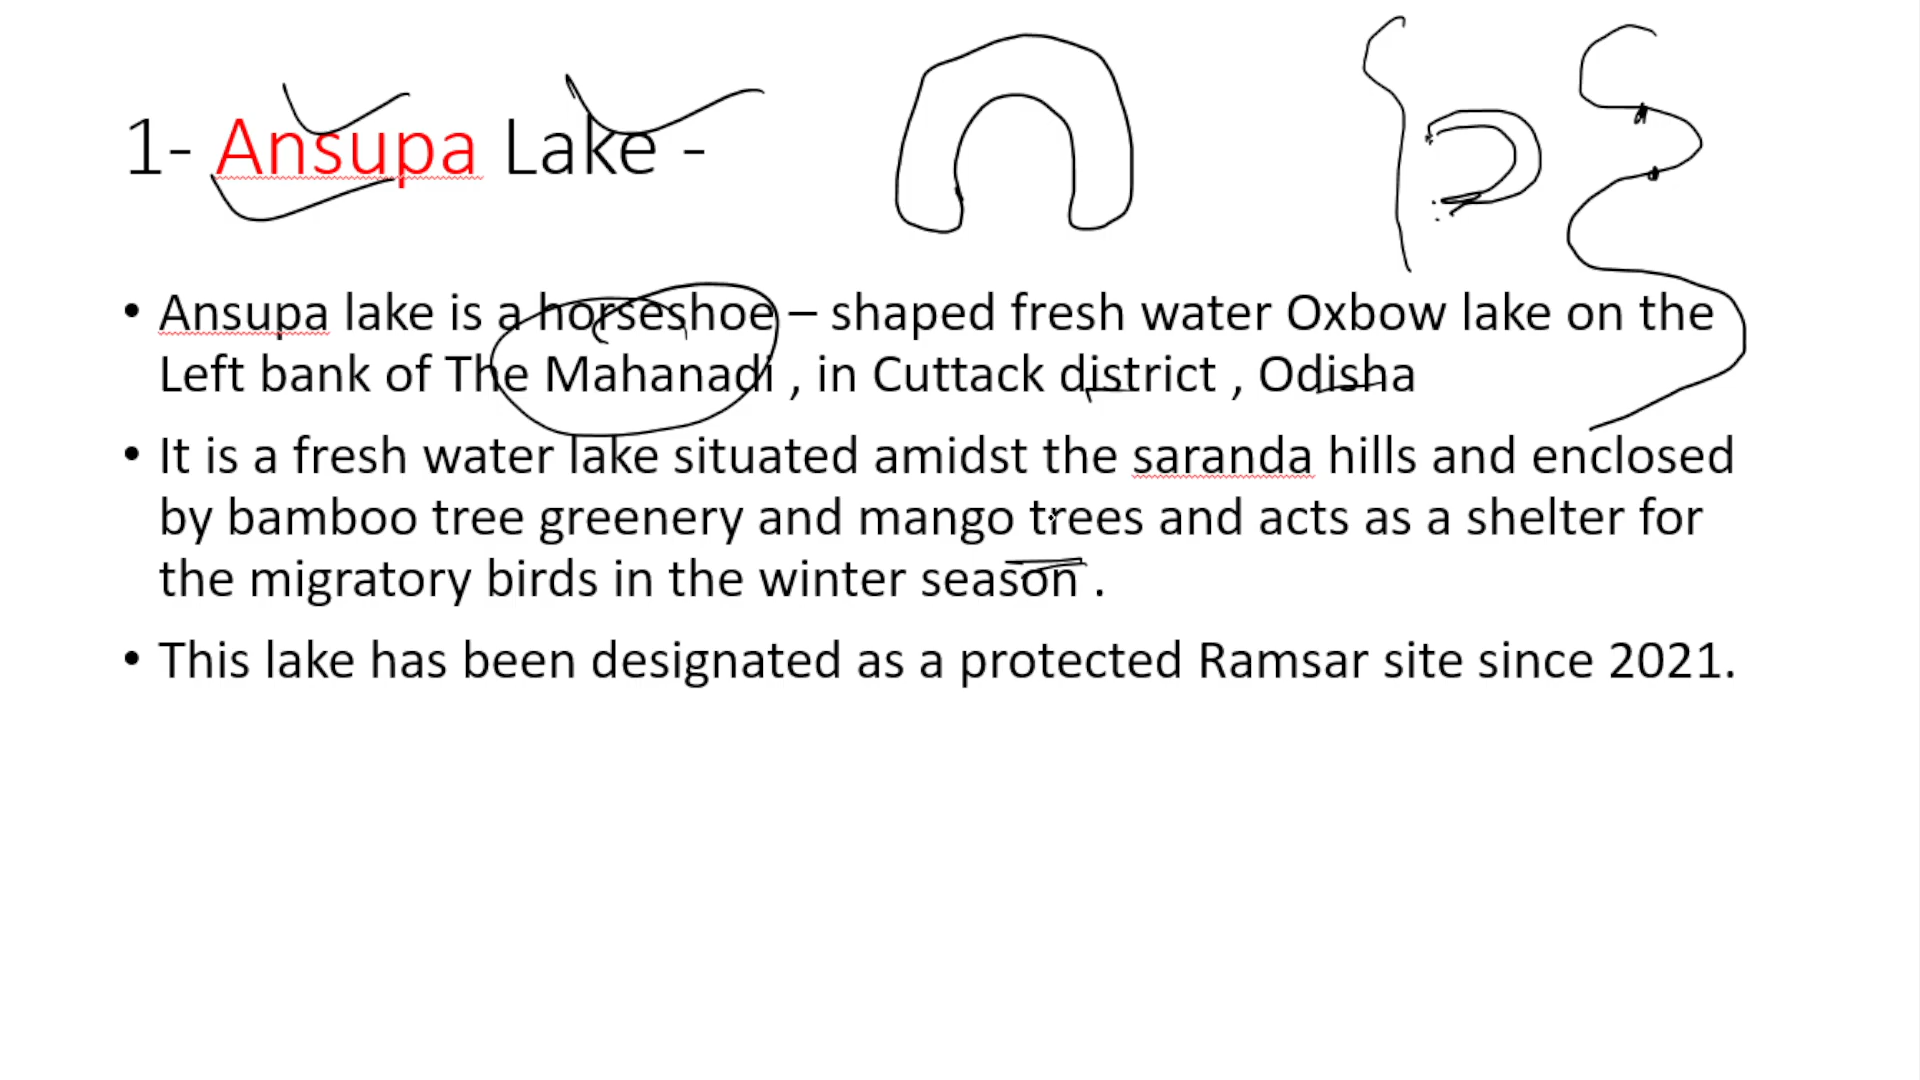 1- Ansupa Lake -
• Ansupa lake is a horseshoe – shaped fresh water Oxbow lake on the
Left bank of The Mahanadi , in Cuttack district , Odisha
• It is a fresh water lake situated amidst the saranda hills and enclosed
by bamboo tree greenery and mango trees and acts as a shelter for
the migratory birds in the winter season .
• This lake has been designated as a protected Ramsar site since 2021.